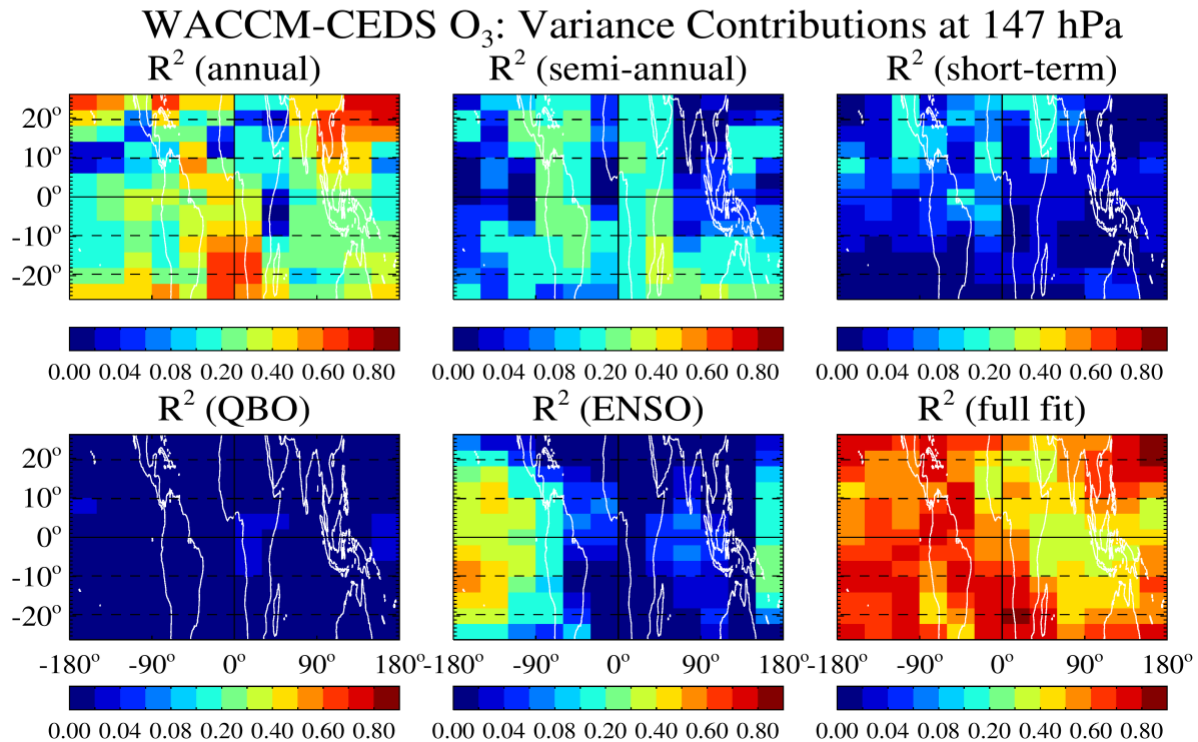 WACCM-CEDS O₃: Variance Contributions at 147 hPa
R² (annual) R² (semi-annual) R² (short-term)
20º
10º
0º
-10º
-20º
0.00 0.04 0.08 0.20 0.40 0.60 0.80 0.00 0.04 0.08 0.20 0.40 0.60 0.80 0.00 0.04 0.08 0.20 0.40 0.60 0.80
R² (QBO) R² (ENSO) R² (full fit)
20º
10º
0º
-10º
-20º
-180º -90º 0º 90º 180º -180º -90º 0º 90º 180º -180º -90º 0º 90º 180º
0.00 0.04 0.08 0.20 0.40 0.60 0.80 0.00 0.04 0.08 0.20 0.40 0.60 0.80 0.00 0.04 0.08 0.20 0.40 0.60 0.80